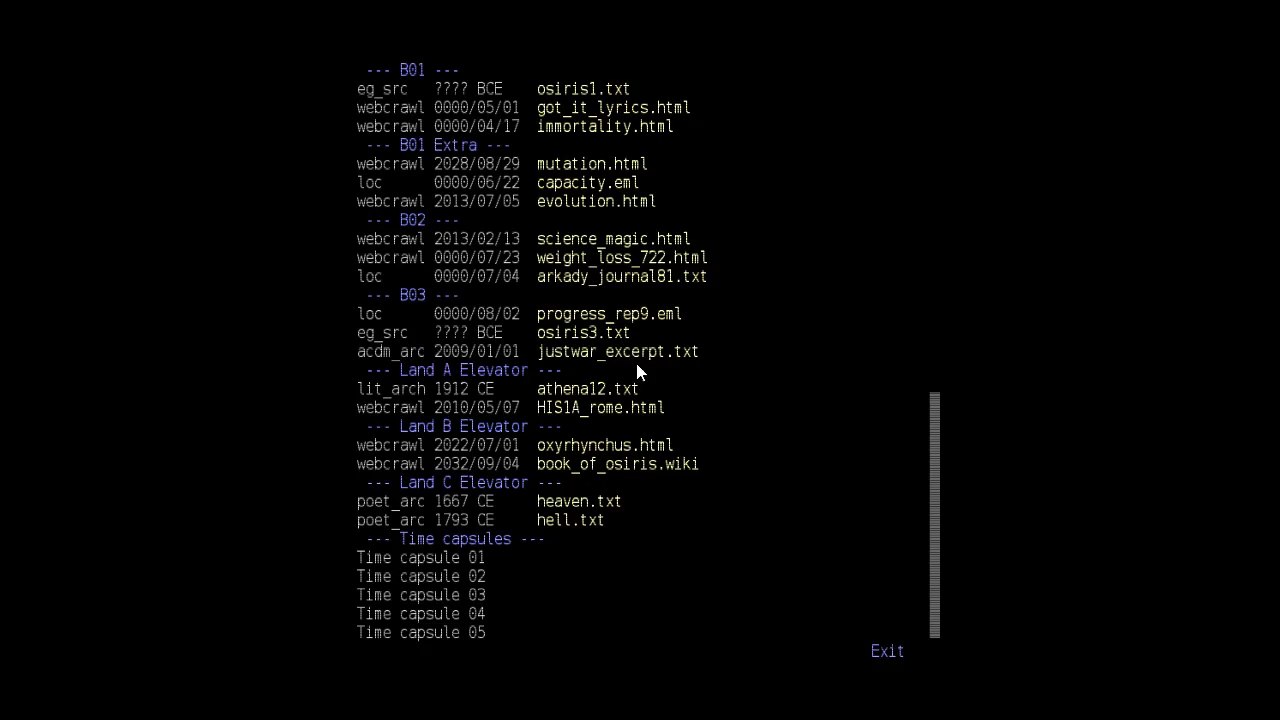 --- B01 ---
eg_src ???? BCE osiris1.txt
webcrawl 0000/05/01 got_it_lyrics.html
webcrawl 0000/04/17 immortality.html
--- B01 Extra ---
webcrawl 2028/08/29 mutation.html
loc 0000/06/22 capacity.eml
webcrawl 2013/07/05 evolution.html
--- B02 ---
webcrawl 2013/02/13 science_magic.html
webcrawl 0000/07/23 weight_loss_722.html
loc 0000/07/04 arkady_journal81.txt
--- B03 ---
loc 0000/08/02 progress_rep9.eml
eg_src ???? BCE osiris3.txt
acdm_arc 2009/01/01 justwar_excerpt.txt
--- Land A Elevator ---
lit_arch 1912 CE athena12.txt
webcrawl 2010/05/07 HIS1A_rome.html
--- Land B Elevator ---
webcrawl 2022/07/01 oxyrhynchus.html
webcrawl 2032/09/04 book_of_osiris.wiki
--- Land C Elevator ---
poet_arc 1667 CE heaven.txt
poet_arc 1793 CE hell.txt
--- Time capsules ---
Time capsule 01
Time capsule 02
Time capsule 03
Time capsule 04
Time capsule 05
Exit